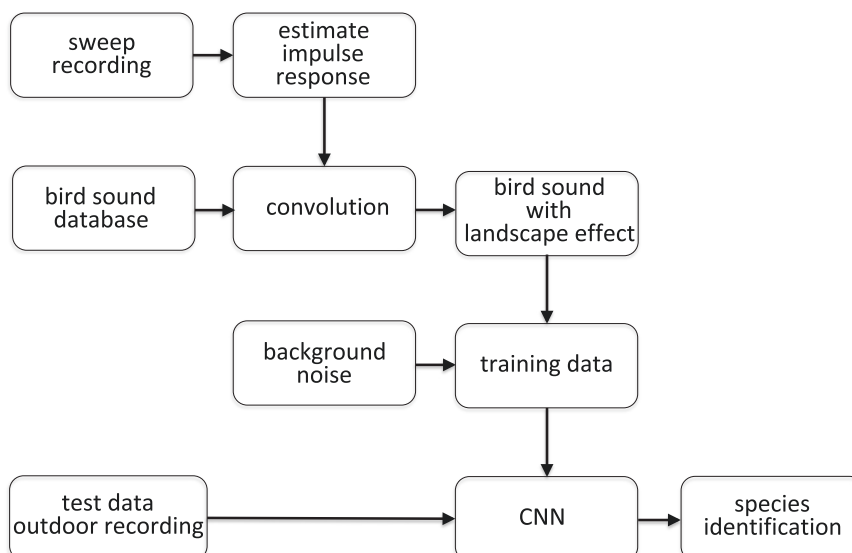 sweep
recording
estimate
impulse
response
bird sound
database
convolution
bird sound
with
landscape effect
background
noise
training data
test data
outdoor recording
CNN
species
identification